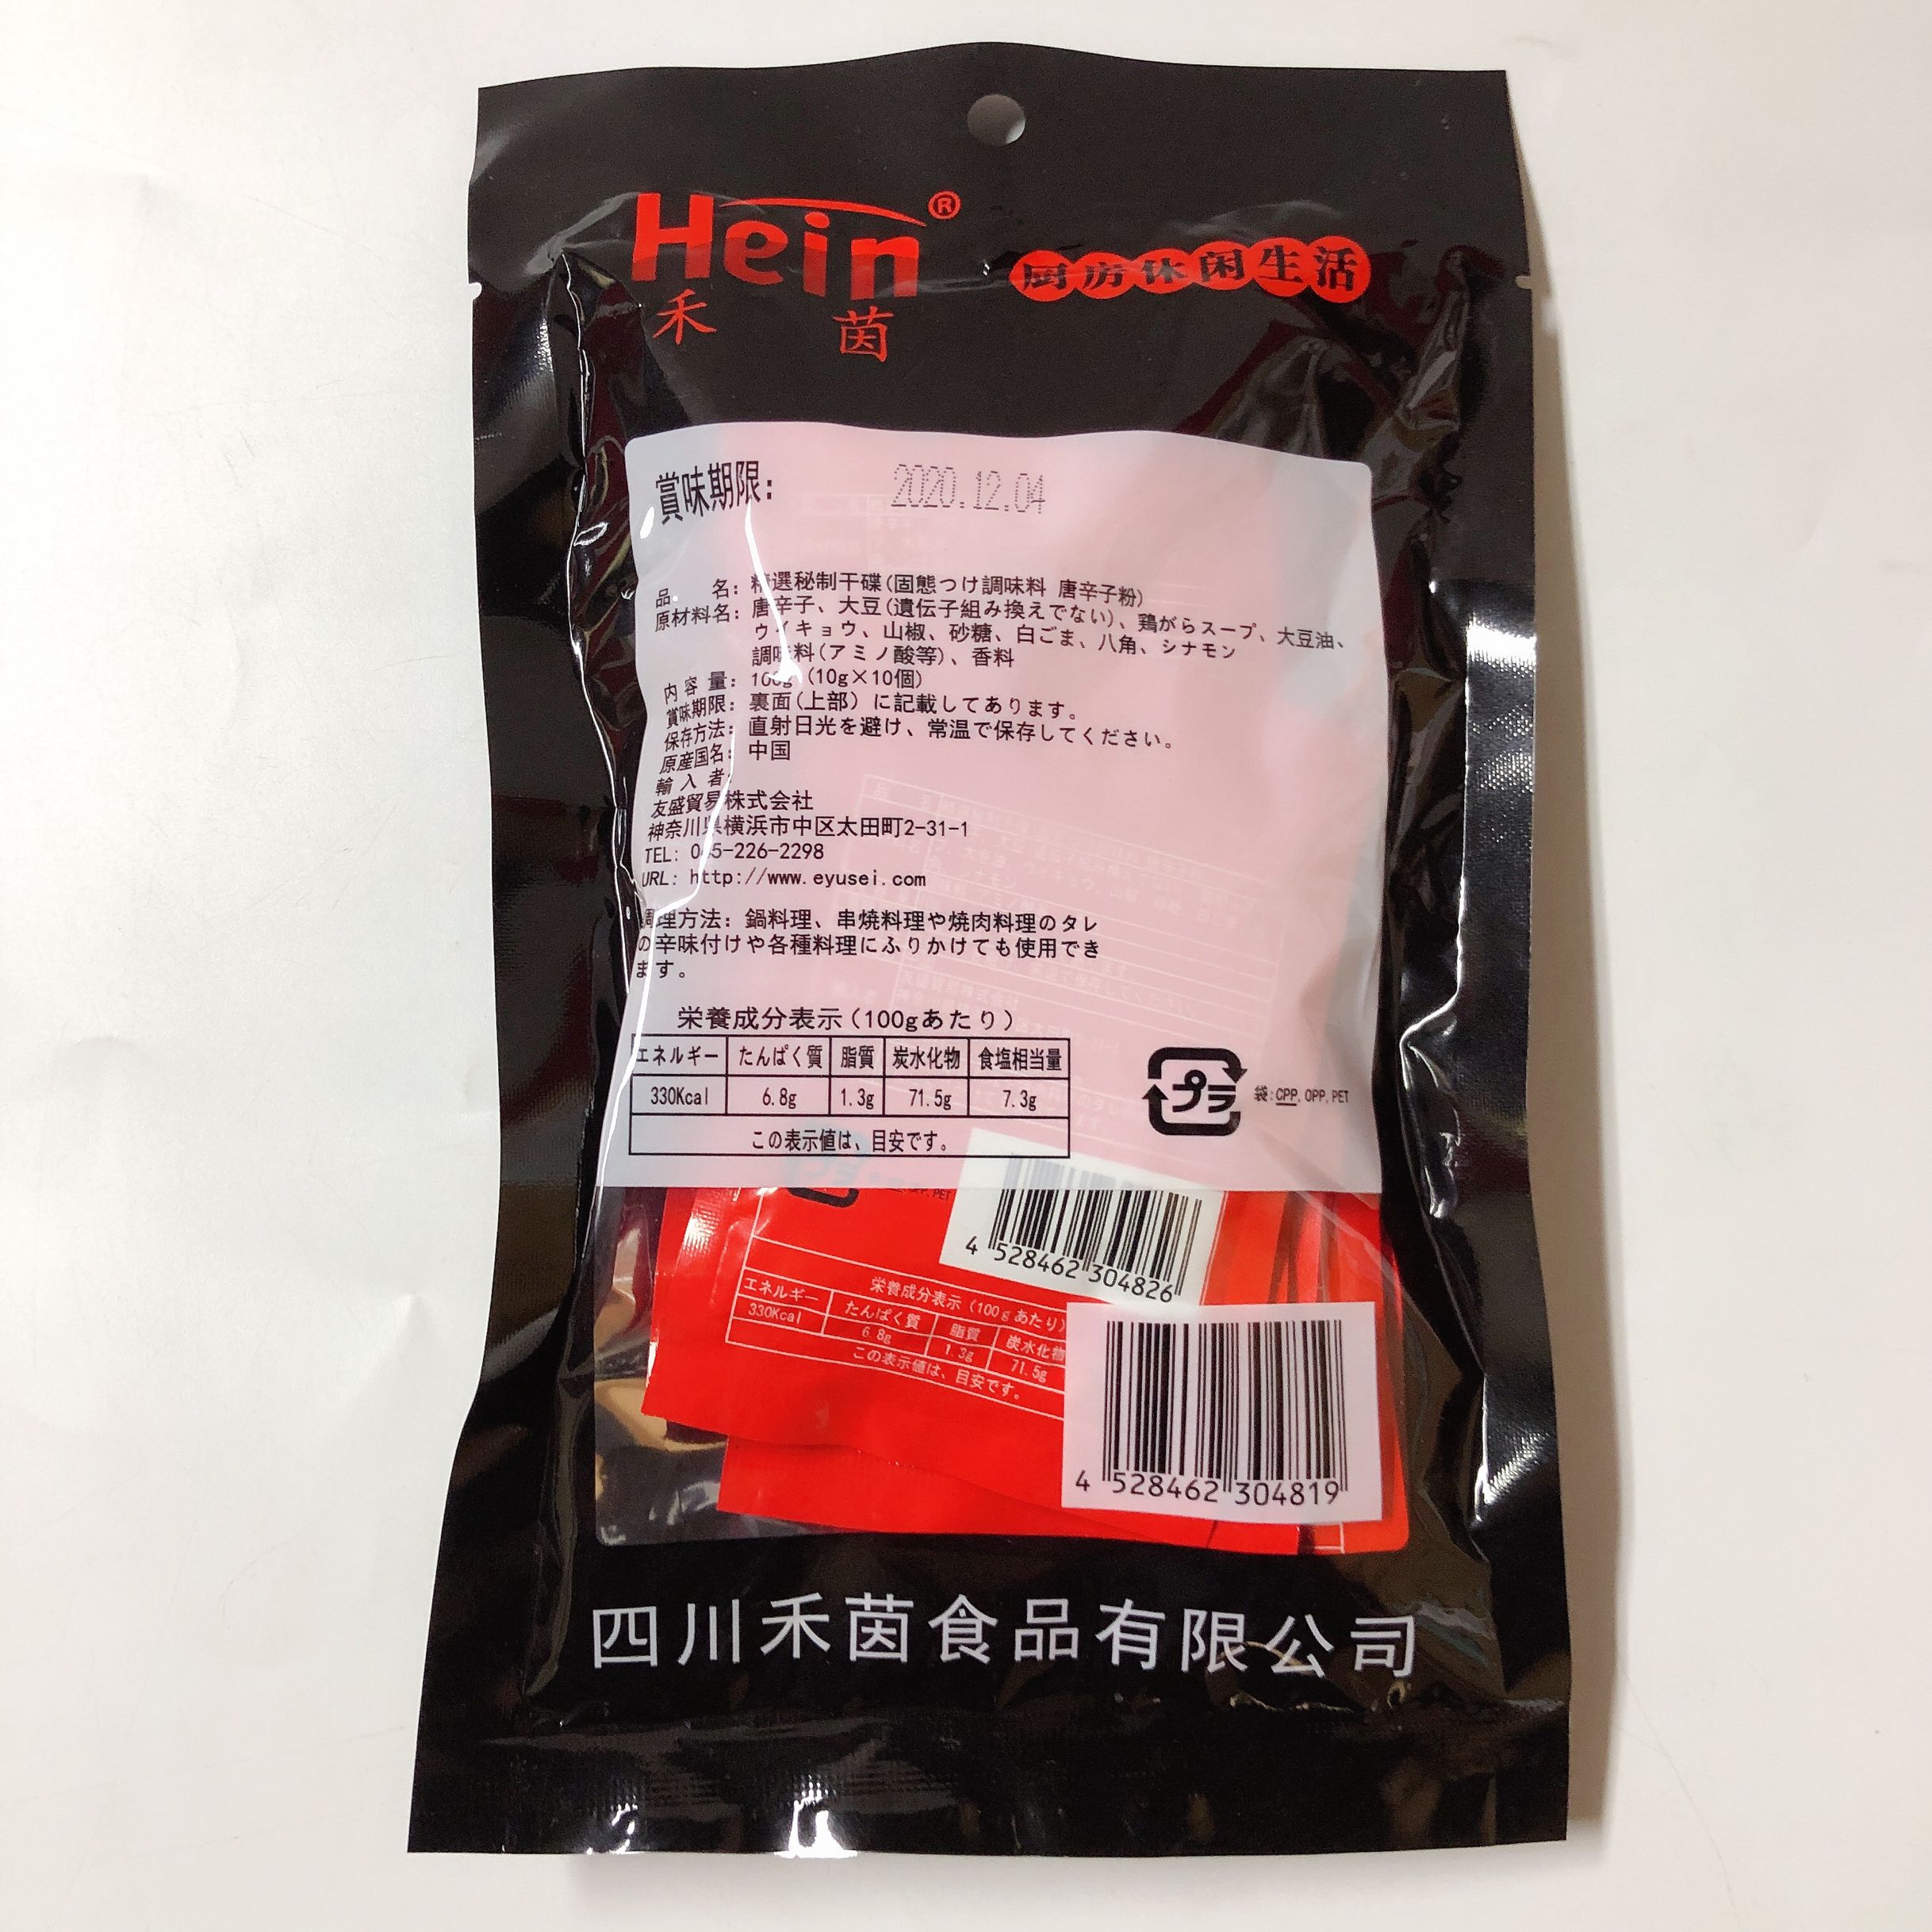 Hein®
禾茵
厨房休闲生活
賞味期限: 2020.12.04
品 名: 精選秘制干碟(固態つけ調味料 唐辛子粉)
原材料名: 唐辛子、大豆(遺伝子組み換えでない)、鶏がらスープ、大豆油、
ウイキョウ、山椒、砂糖、白ごま、八角、シナモン
調味料(アミノ酸等)、香料
内 容 量: 100g (10g×10個)
賞味期限: 裏面(上部)に記載してあります。
保存方法: 直射日光を避け、常温で保存してください。
原産国名: 中国
輸 入 者:
友盛貿易株式会社
神奈川県横浜市中区太田町2-31-1
TEL: 045-226-2298
URL: http://www.eyusei.com
調理方法: 鍋料理、串焼料理や焼肉料理のタレ
の辛味付けや各種料理にふりかけても使用でき
ます。
栄養成分表示(100gあたり)
エネルギー たんぱく質 脂質 炭水化物 食塩相当量
330Kcal 6.8g 1.3g 71.5g 7.3g
この表示値は、目安です。
プラ
袋:CPP, OPP, PET
4 528462 304826
栄養成分表示(100gあたり)
エネルギー たんぱく質 脂質 炭水化物
330Kcal 6.8g 1.3g 71.5g
この表示値は、目安です。
4 528462 304819
四川禾茵食品有限公司